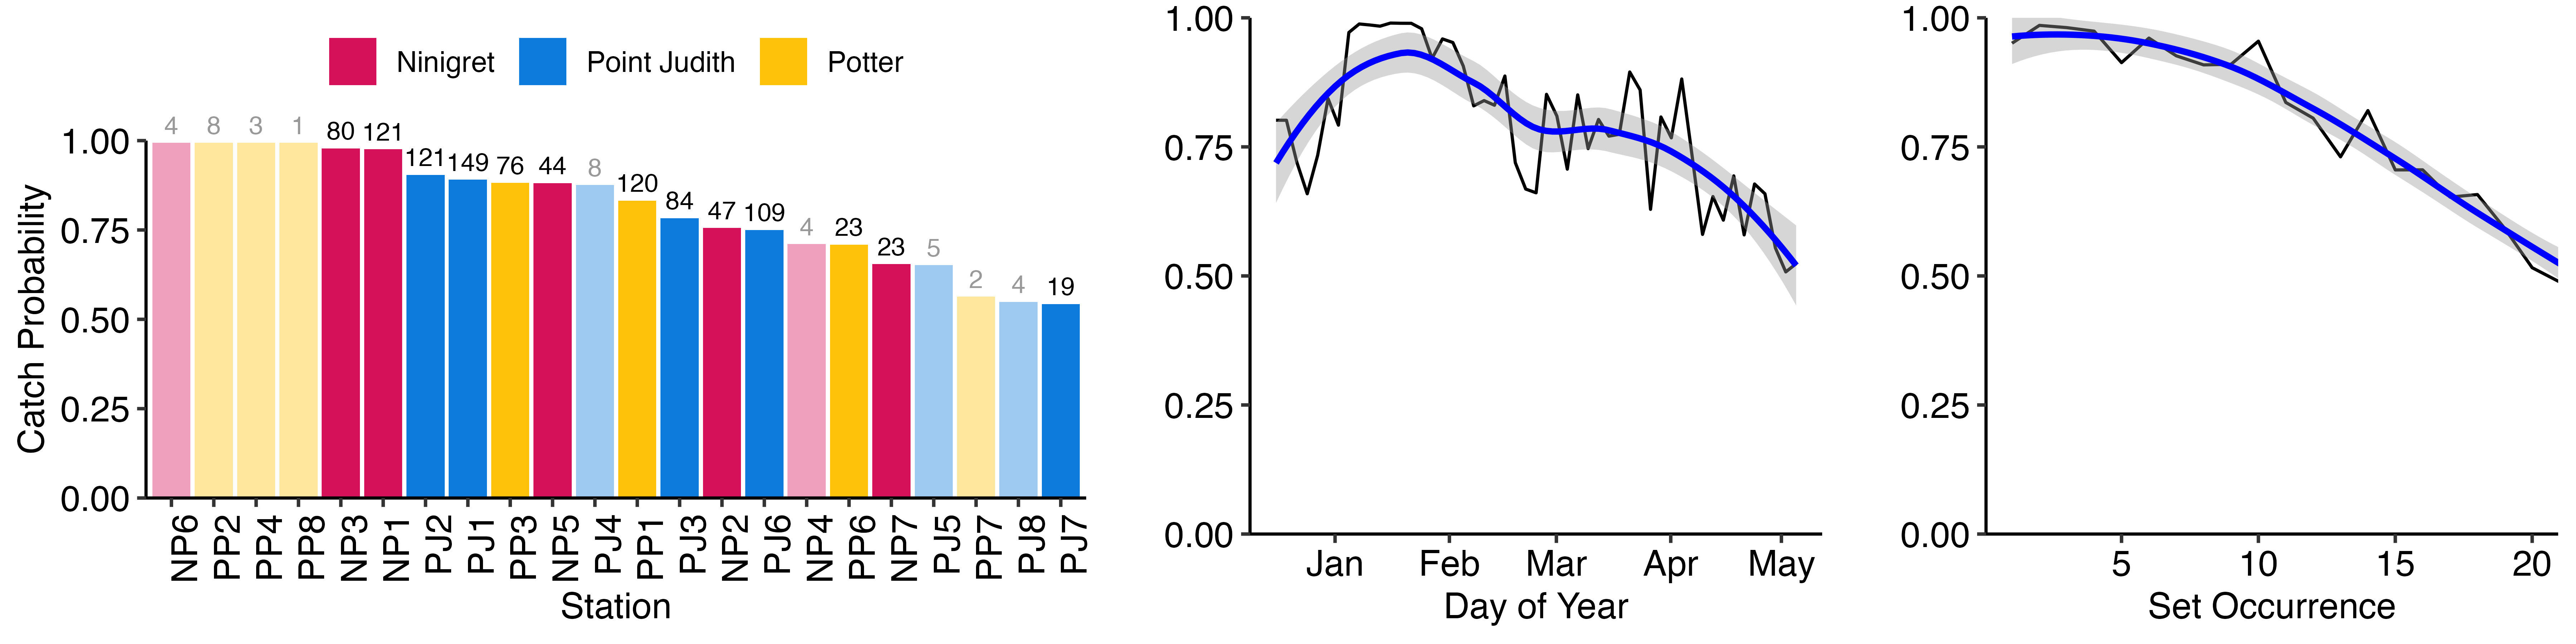 Ninigret Point Judith Potter
Catch Probability
1.00
0.75
0.50
0.25
0.00
4 8 3 1 80 121 121 149 76 44 8 120 84 47 109 4 23 23 5 2 4 19
NP6 PP2 PP4 PP8 NP3 NP1 PJ2 PJ1 PP3 NP5 PJ4 PP1 PJ3 NP2 PJ6 NP4 PP6 NP7 PJ5 PP7 PJ8 PJ7
Station
1.00
0.75
0.50
0.25
0.00
Jan Feb Mar Apr May
Day of Year
1.00
0.75
0.50
0.25
0.00
5 10 15 20
Set Occurrence